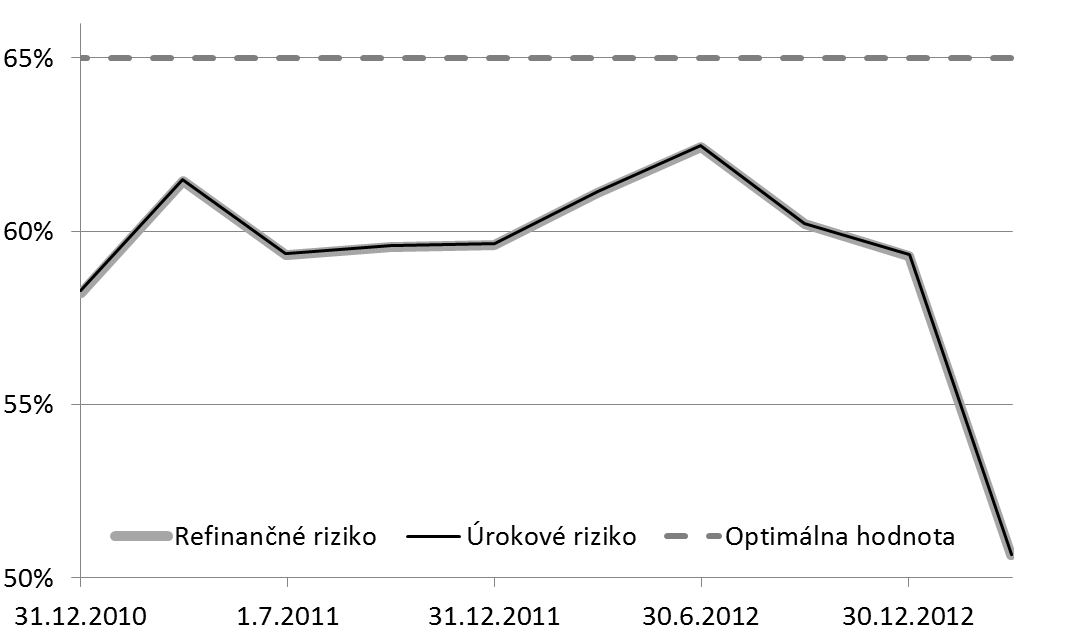 65%
60%
55%
50%
Refinančné riziko Úrokové riziko Optimálna hodnota
31.12.2010 1.7.2011 31.12.2011 30.6.2012 30.12.2012